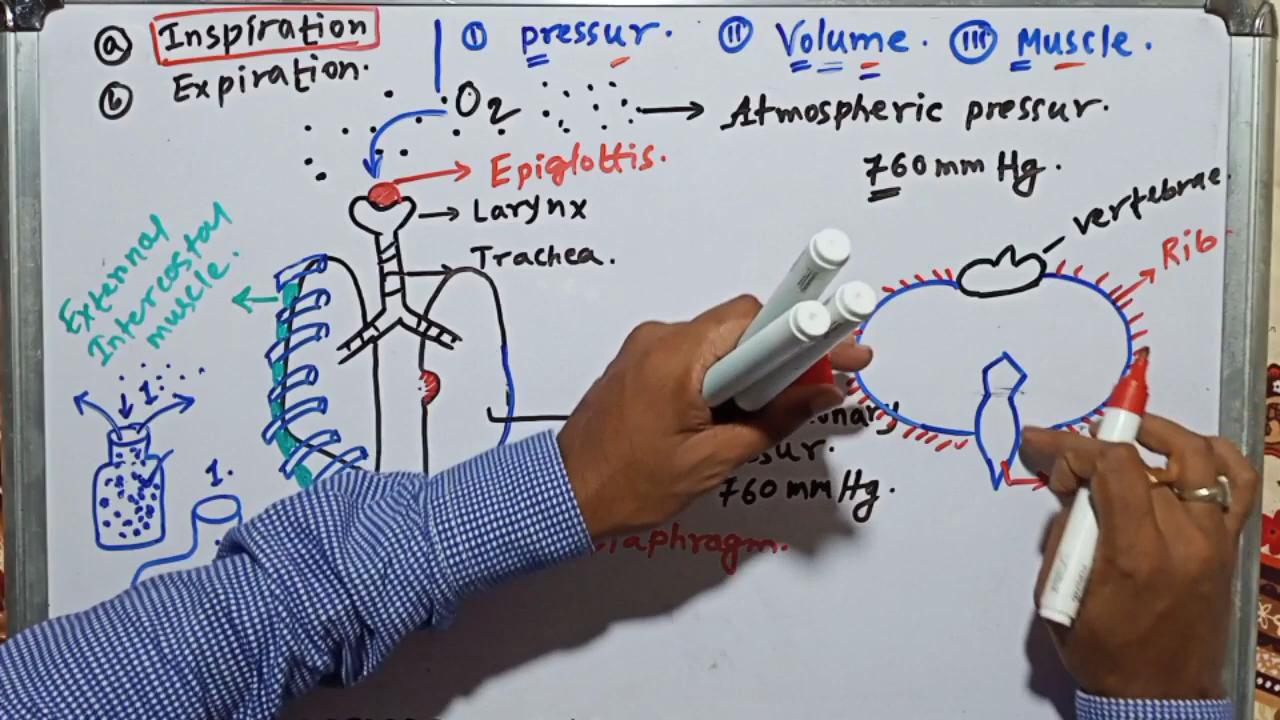 ⓐ Inspiration
ⓑ Expiration.
Ⓘ pressur. Ⓘⓘ Volume. Ⓘⓘⓘ Muscle.
O2
Atmospheric pressur.
760 mm Hg.
Epiglottis.
Larynx
Trachea.
External
Intercostal
muscle.
vertebrae.
Rib
1.
1.
760 mm Hg.